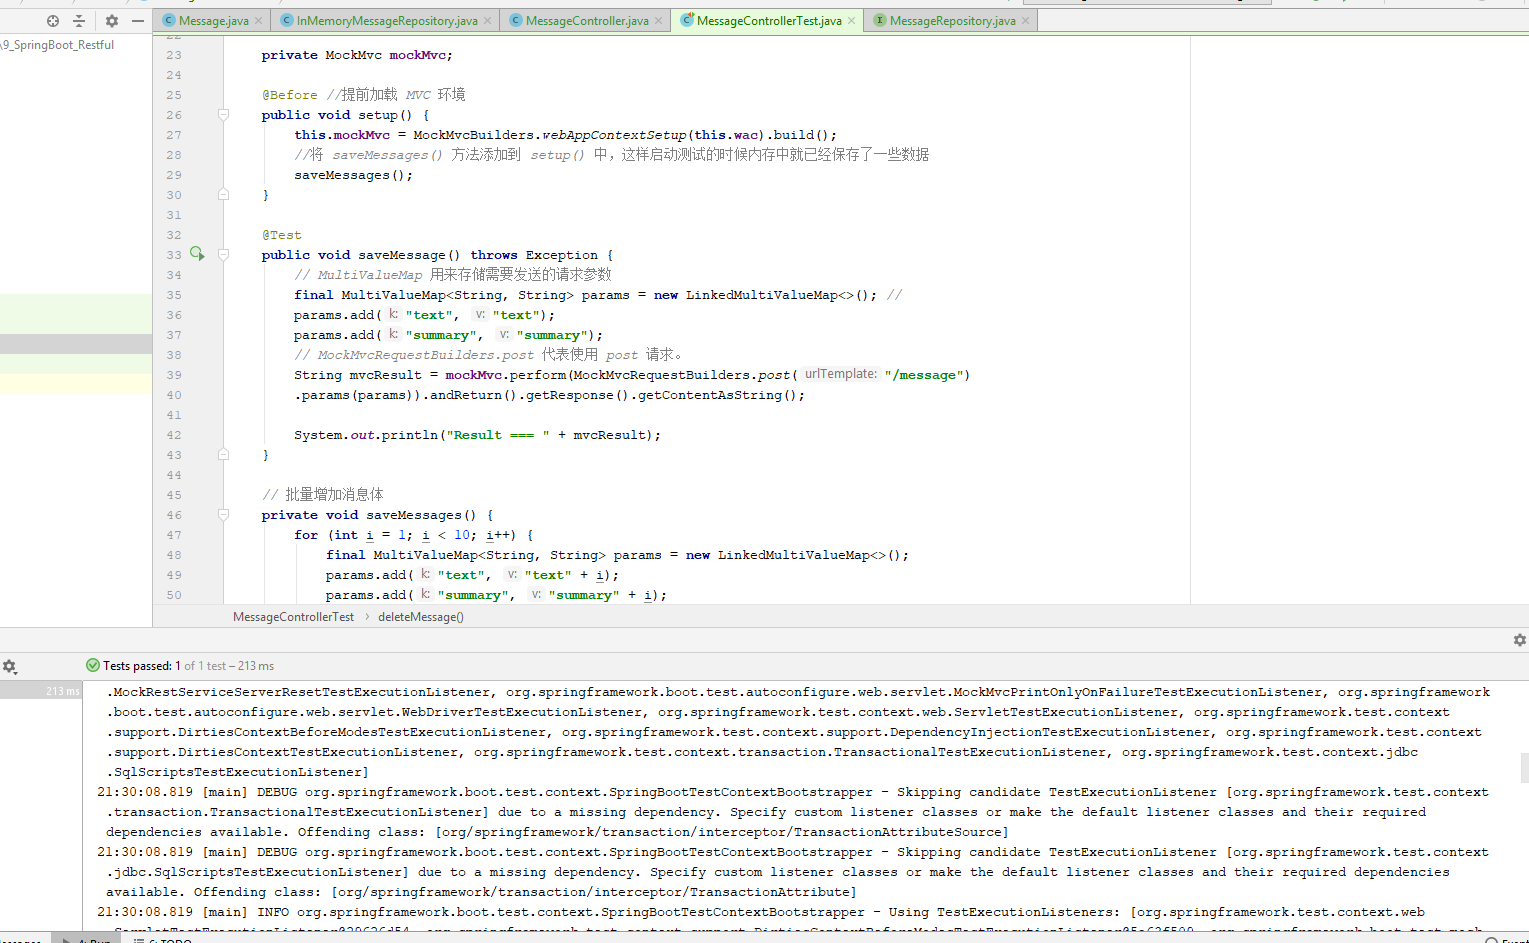 Message.java InMemoryMessageRepository.java MessageController.java MessageControllerTest.java MessageRepository.java
\9_SpringBoot_Restful
23 private MockMvc mockMvc;
24
25 @Before //提前加载 MVC 环境
26 public void setup() {
27 this.mockMvc = MockMvcBuilders.webAppContextSetup(this.wac).build();
28 //将 saveMessages() 方法添加到 setup() 中，这样启动测试的时候内存中就已经保存了一些数据
29 saveMessages();
30 }
31
32 @Test
33 public void saveMessage() throws Exception {
34 // MultiValueMap 用来存储需要发送的请求参数
35 final MultiValueMap<String, String> params = new LinkedMultiValueMap<>(); //
36 params.add( k: "text", v: "text");
37 params.add( k: "summary", v: "summary");
38 // MockMvcRequestBuilders.post 代表使用 post 请求。
39 String mvcResult = mockMvc.perform(MockMvcRequestBuilders.post( urlTemplate: "/message")
40 .params(params)).andReturn().getResponse().getContentAsString();
41
42 System.out.println("Result === " + mvcResult);
43 }
44
45 // 批量增加消息体
46 private void saveMessages() {
47 for (int i = 1; i < 10; i++) {
48 final MultiValueMap<String, String> params = new LinkedMultiValueMap<>();
49 params.add( k: "text", v: "text" + i);
50 params.add( k: "summary", v: "summary" + i);
MessageControllerTest › deleteMessage()
Tests passed: 1 of 1 test – 213 ms
213 ms
.MockRestServiceServerResetTestExecutionListener, org.springframework.boot.test.autoconfigure.web.servlet.MockMvcPrintOnlyOnFailureTestExecutionListener, org.springframework
.boot.test.autoconfigure.web.servlet.WebDriverTestExecutionListener, org.springframework.test.context.web.ServletTestExecutionListener, org.springframework.test.context
.support.DirtiesContextBeforeModesTestExecutionListener, org.springframework.test.context.support.DependencyInjectionTestExecutionListener, org.springframework.test.context
.support.DirtiesContextTestExecutionListener, org.springframework.test.context.transaction.TransactionalTestExecutionListener, org.springframework.test.context.jdbc
.SqlScriptsTestExecutionListener]
21:30:08.819 [main] DEBUG org.springframework.boot.test.context.SpringBootTestContextBootstrapper - Skipping candidate TestExecutionListener [org.springframework.test.context
.transaction.TransactionalTestExecutionListener] due to a missing dependency. Specify custom listener classes or make the default listener classes and their required
dependencies available. Offending class: [org/springframework/transaction/interceptor/TransactionAttributeSource]
21:30:08.819 [main] DEBUG org.springframework.boot.test.context.SpringBootTestContextBootstrapper - Skipping candidate TestExecutionListener [org.springframework.test.context
.jdbc.SqlScriptsTestExecutionListener] due to a missing dependency. Specify custom listener classes or make the default listener classes and their required dependencies
available. Offending class: [org/springframework/transaction/interceptor/TransactionAttribute]
21:30:08.819 [main] INFO org.springframework.boot.test.context.SpringBootTestContextBootstrapper - Using TestExecutionListeners: [org.springframework.test.context.web